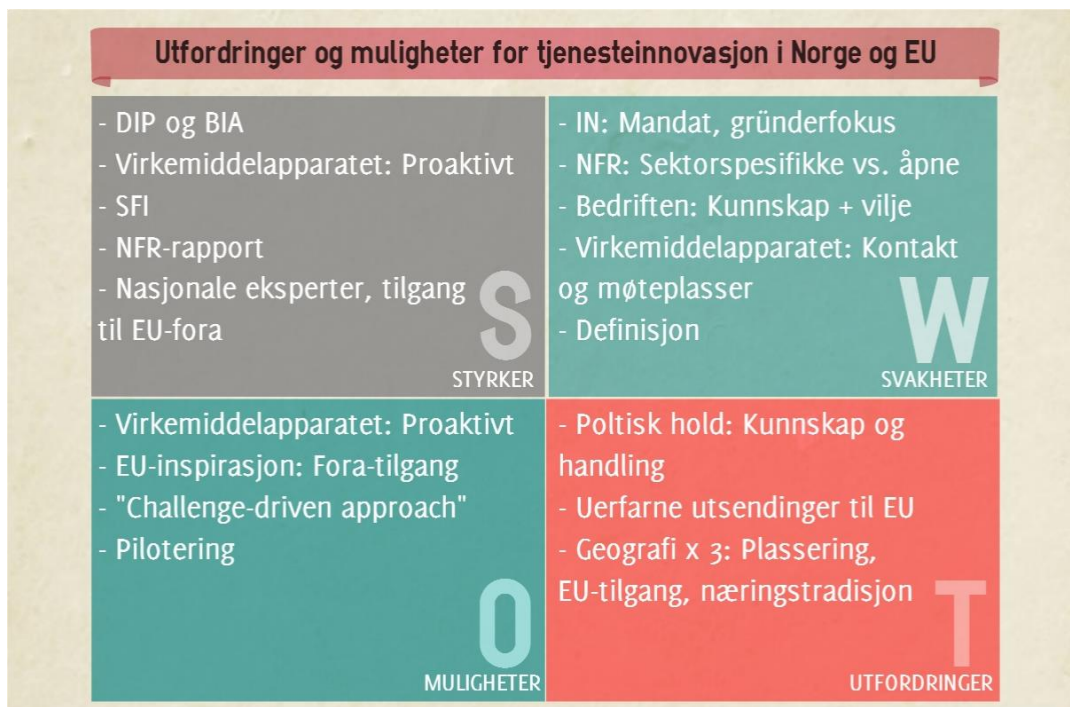 Utfordringer og muligheter for tjenesteinnovasjon i Norge og EU
- DIP og BIA
- Virkemiddelapparatet: Proaktivt
- SFI
- NFR-rapport
- Nasjonale eksperter, tilgang
til EU-fora
S
STYRKER
- IN: Mandat, gründerfokus
- NFR: Sektorspesifikke vs. åpne
- Bedriften: Kunnskap + vilje
- Virkemiddelapparatet: Kontakt
og møteplasser
- Definisjon
W
SVAKHETER
- Virkemiddelapparatet: Proaktivt
- EU-inspirasjon: Fora-tilgang
- "Challenge-driven approach"
- Pilotering
O
MULIGHETER
- Poltisk hold: Kunnskap og
handling
- Uerfarne utsendinger til EU
- Geografi x 3: Plassering,
EU-tilgang, næringstradisjon
T
UTFORDRINGER